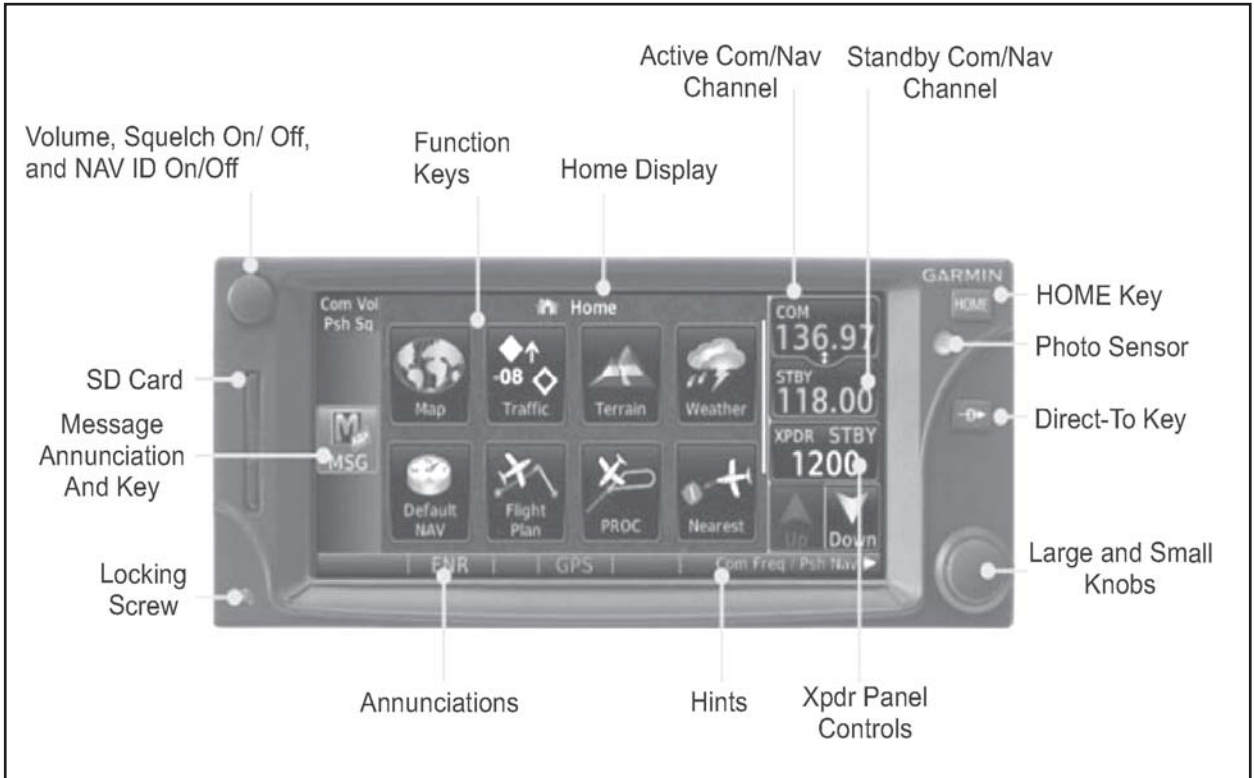 Active Com/Nav
Channel
Standby Com/Nav
Channel
Volume, Squelch On/ Off,
and NAV ID On/Off
Function
Keys
Home Display
GARMIN
HOME
HOME Key
Photo Sensor
Direct-To Key
Large and Small
Knobs
SD Card
Message
Annunciation
And Key
Locking
Screw
Com Vol
Psh Sq
Home
MSG
Map
Traffic
-08
Terrain
Weather
Default
NAV
Flight
Plan
PROC
Nearest
COM
136.97
STBY
118.00
XPDR STBY
1200
Up
Down
ENR
GPS
Com Freq / Psh Nav
Annunciations
Hints
Xpdr Panel
Controls